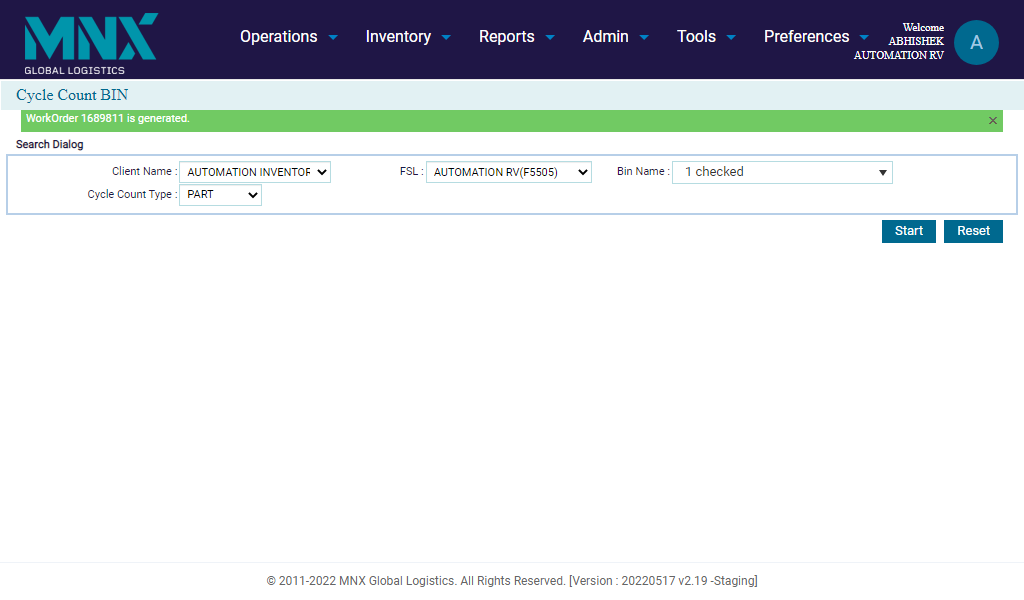 MNX
GLOBAL LOGISTICS
Operations Inventory Reports Admin Tools Preferences
Welcome
ABHISHEK
AUTOMATION RV
A
Cycle Count BIN
WorkOrder 1689811 is generated.
Search Dialog
Client Name : AUTOMATION INVENTOR FSL : AUTOMATION RV(F5505) Bin Name : 1 checked
Cycle Count Type : PART
Start Reset
© 2011-2022 MNX Global Logistics. All Rights Reserved. [Version : 20220517 v2.19 -Staging]